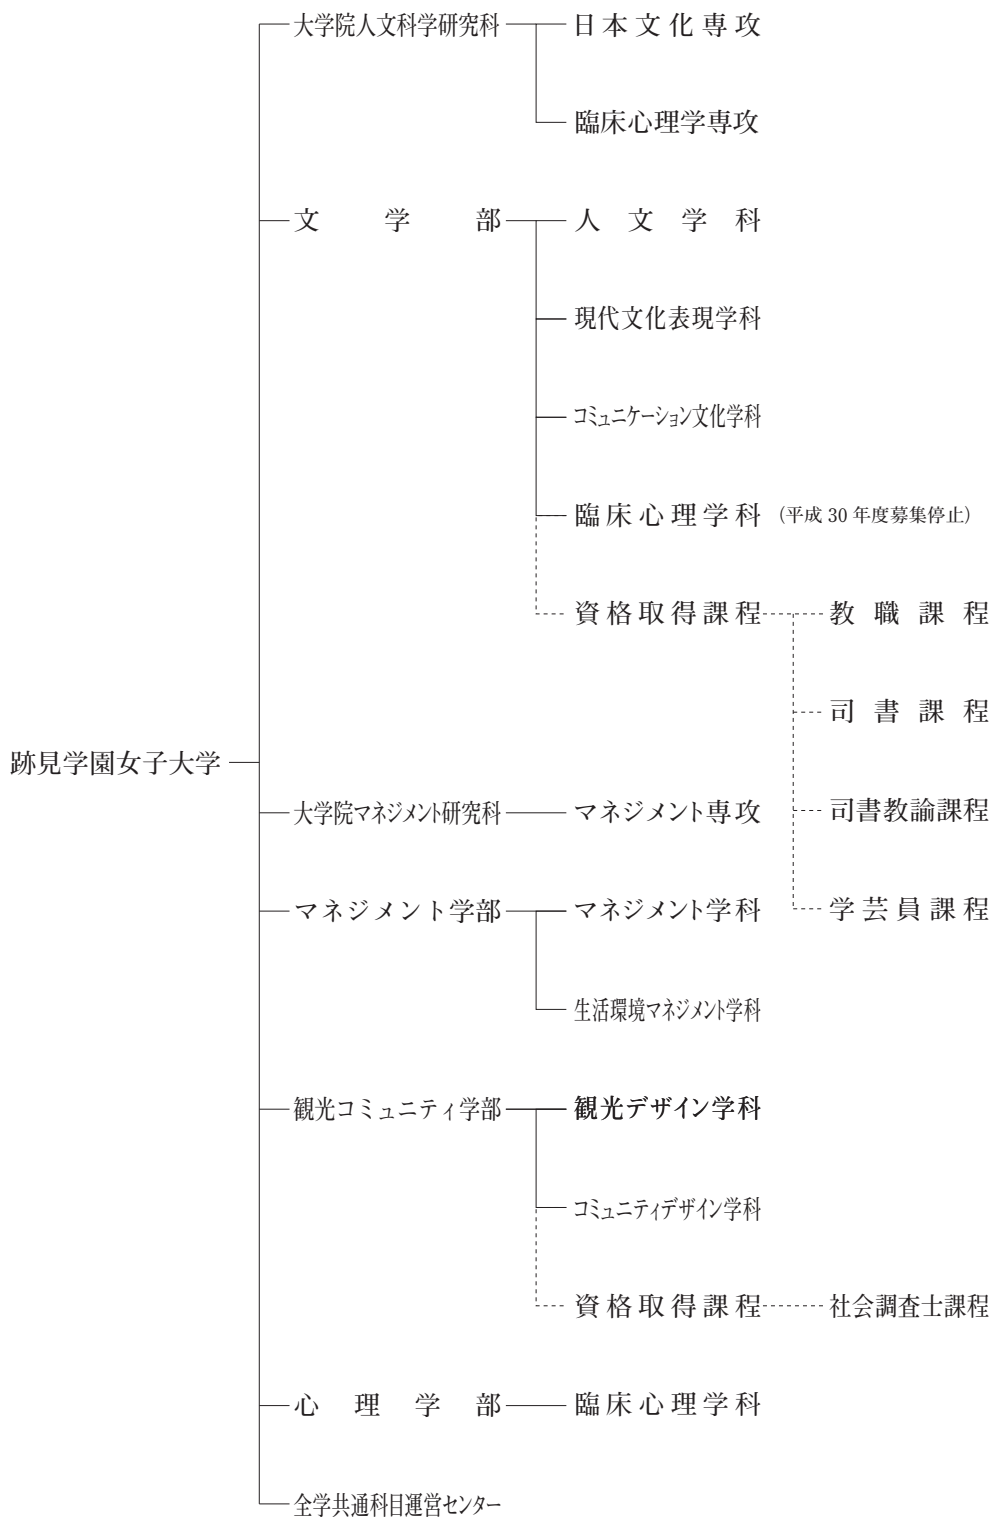 大学院人文科学研究科 日本文化専攻
臨床心理学専攻
文学部 人文学科
現代文化表現学科
コミュニケーション文化学科
臨床心理学科 (平成30年度募集停止)
資格取得課程 教職課程
司書課程
跡見学園女子大学
大学院マネジメント研究科 マネジメント専攻 司書教諭課程
マネジメント学部 マネジメント学科 学芸員課程
生活環境マネジメント学科
観光コミュニティ学部 観光デザイン学科
コミュニティデザイン学科
資格取得課程 社会調査士課程
心理学部 臨床心理学科
全学共通科目運営センター